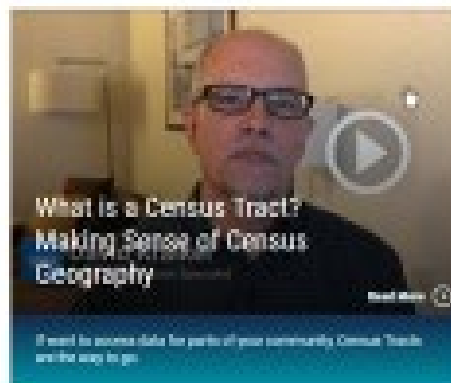 What is a Census Tract?
Making Sense of Census
Geography
Read More
If want to access data for parts of your community, Census Tracts
are the way to go.